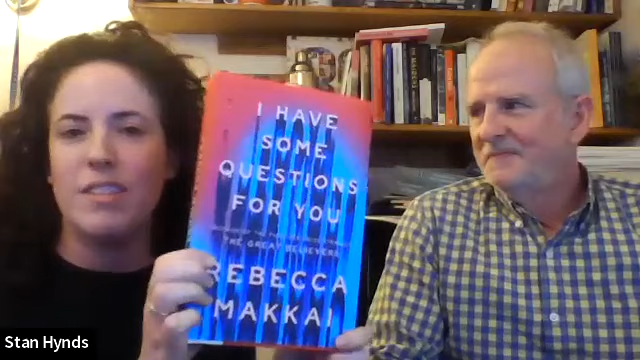 I HAVE
SOME
QUESTIONS
FOR YOU
THE GREAT BELIEVERS
REBECCA
MAKKAI
Stan Hynds